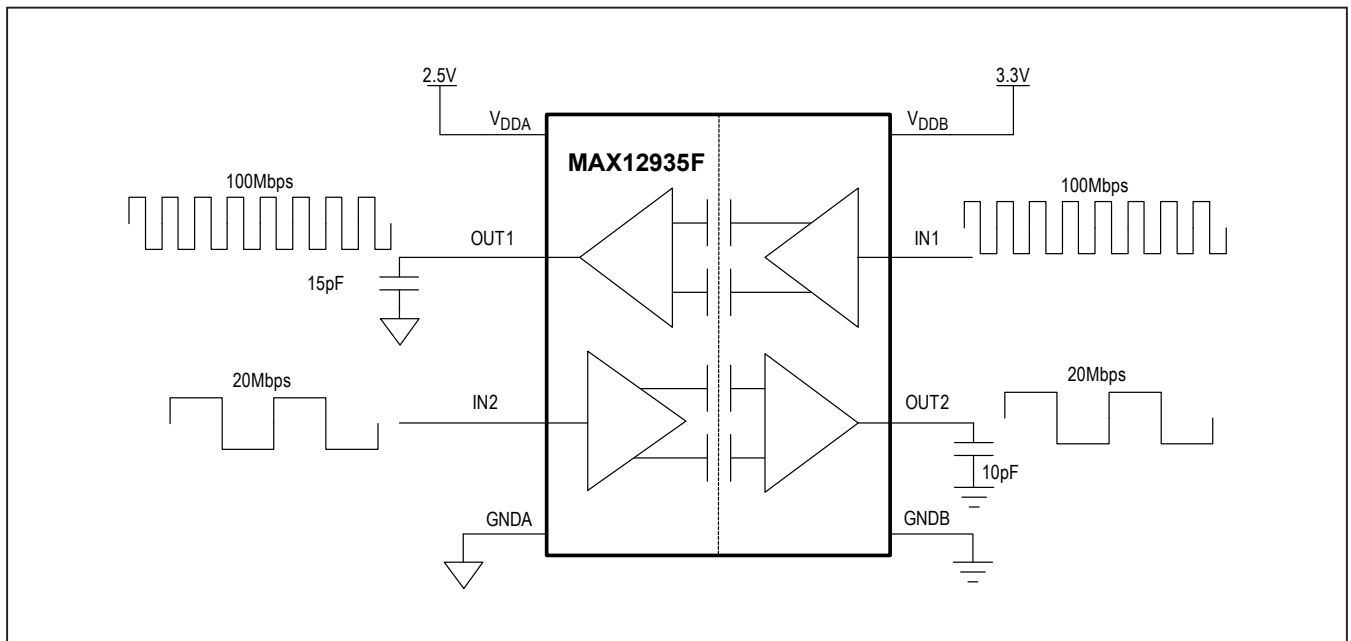 2.5V
3.3V
VDDA
VDDB
MAX12935F
100Mbps
100Mbps
OUT1
IN1
15pF
20Mbps
20Mbps
IN2
OUT2
10pF
GNDA
GNDB